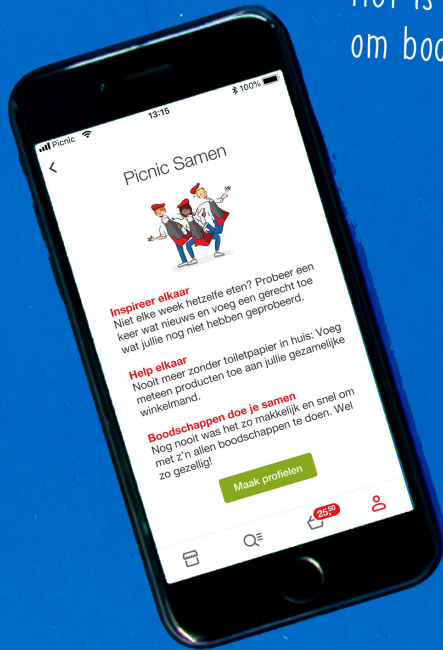 om boo
Picnic
13:15
100%
Picnic Samen
Inspireer elkaar
Niet elke week hetzelfe eten? Probeer een
keer wat nieuws en voeg een gerecht toe
wat jullie nog niet hebben geprobeerd.
Help elkaar
Nooit meer zonder toiletpapier in huis: Voeg
meteen producten toe aan jullie gezamelijke
winkelmand.
Boodschappen doe je samen
Nog nooit was het zo makkelijk en snel om
met z'n allen boodschappen te doen. Wel
zo gezellig!
Maak profielen
25,50